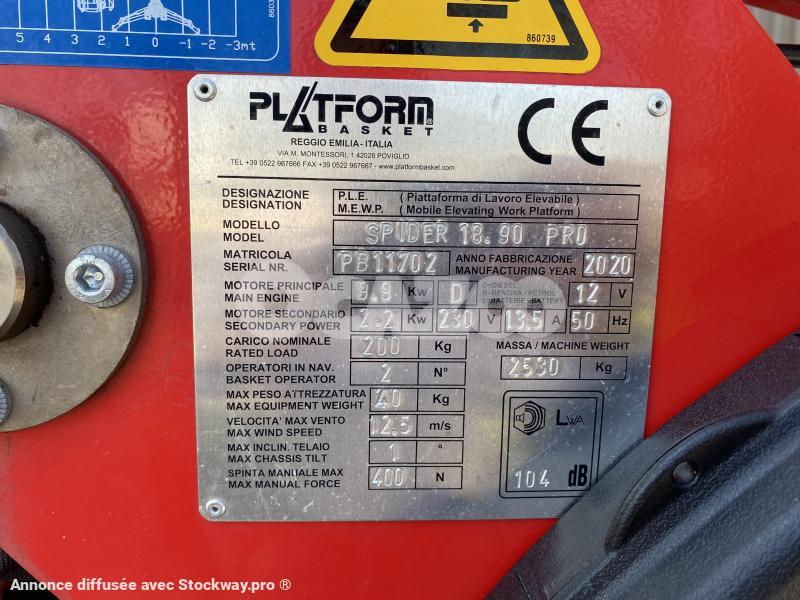 860739
5 4 3 2 1 0 -1 -2 -3mt
PLATFORM
BASKET
REGGIO EMILIA - ITALIA
VIA M. MONTESSORI, 1 42028 POVIGLIO
TEL +39 0522 967666 FAX +39 0522 967667 - www.platformbasket.com
CE
DESIGNAZIONE P.L.E. ( Piattaforma di Lavoro Elevabile )
DESIGNATION M.E.W.P. ( Mobile Elevating Work Platform )
MODELLO
MODEL SPUDER 18.90 PRO
MATRICOLA ANNO FABBRICAZIONE
SERIAL NR. PB11702 MANUFACTURING YEAR 2020
MOTORE PRINCIPALE D=DIESEL
MAIN ENGINE 9.9 Kw D B=BENZINA - PETROL 12 V
E=BATTERIE - BATTERY
MOTORE SECONDARIO
SECONDARY POWER 2.2 Kw 230 V 13.5 A 50 Hz
CARICO NOMINALE MASSA / MACHINE WEIGHT
RATED LOAD 200 Kg
OPERATORI IN NAV. 2530 Kg
BASKET OPERATOR 2 N°
MAX PESO ATTREZZATURA
MAX EQUIPMENT WEIGHT 40 Kg
VELOCITA' MAX VENTO LWA
MAX WIND SPEED 12.5 m/s
MAX INCLIN. TELAIO
MAX CHASSIS TILT 1 °
SPINTA MANUALE MAX 104 dB
MAX MANUAL FORCE 400 N
Annonce diffusée avec Stockway.pro ®